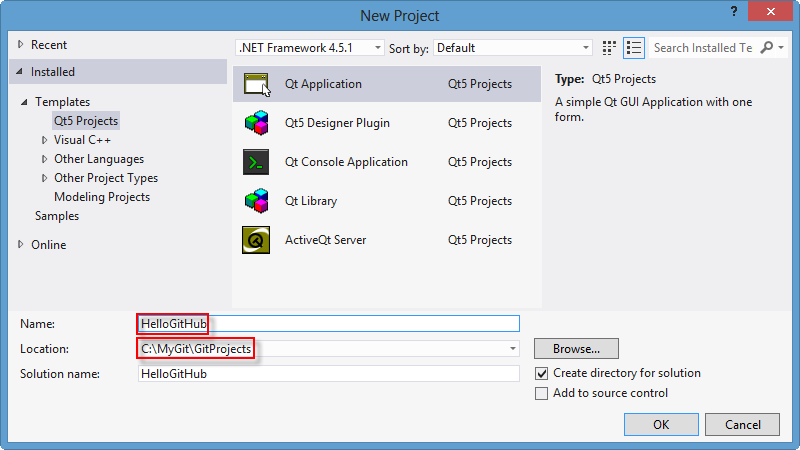 New Project
?
Recent
.NET Framework 4.5.1
Sort by:
Default
Search Installed Te
Installed
Templates
Qt5 Projects
Visual C++
Other Languages
Other Project Types
Modeling Projects
Samples
Online
Qt Application Qt5 Projects
Qt5 Designer Plugin Qt5 Projects
Qt Console Application Qt5 Projects
Qt Library Qt5 Projects
ActiveQt Server Qt5 Projects
Type: Qt5 Projects
A simple Qt GUI Application with one
form.
Name: HelloGitHub
Location: C:\MyGit\GitProjects
Browse...
Solution name: HelloGitHub
Create directory for solution
Add to source control
OK
Cancel